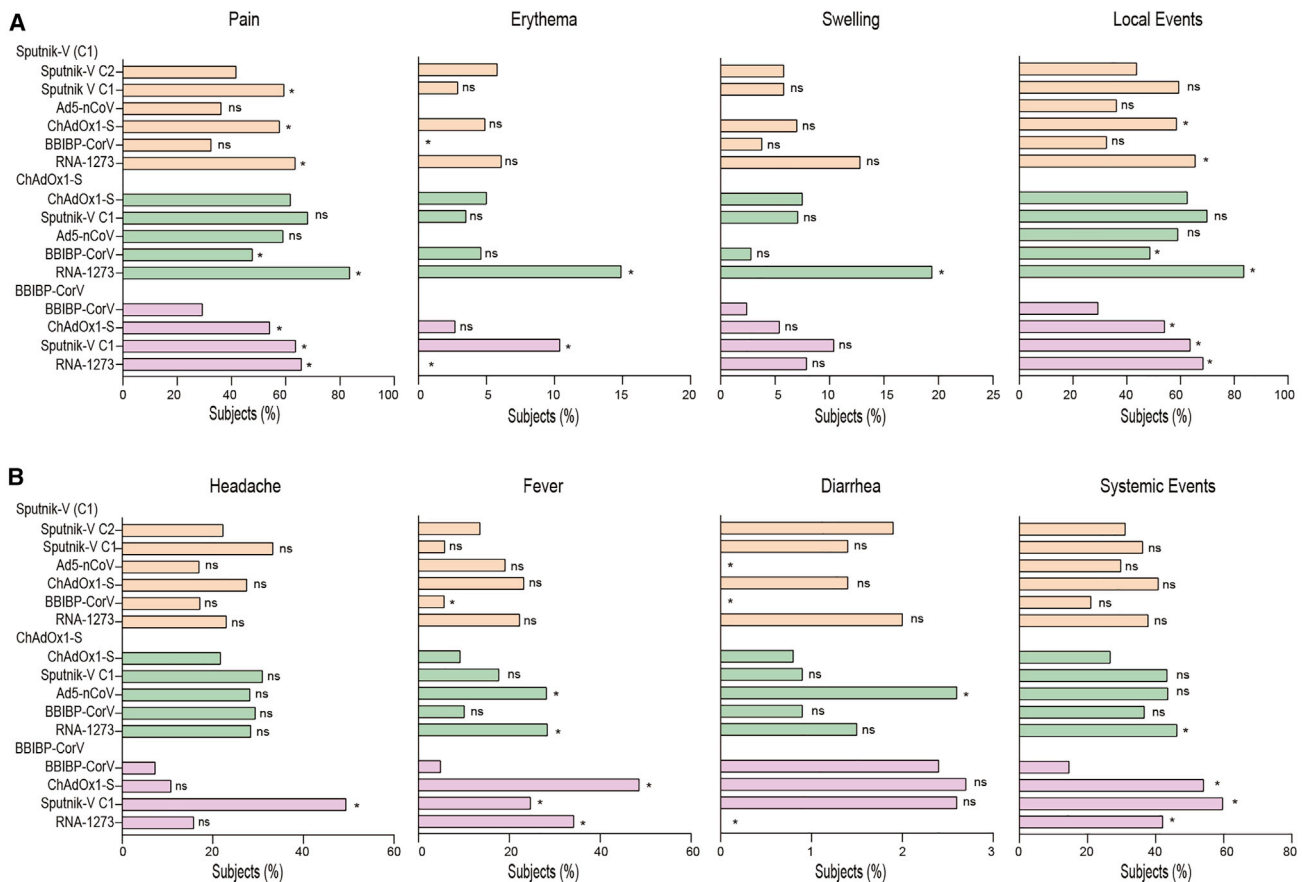 A
Pain
Erythema
Swelling
Local Events
Sputnik-V (C1)
Sputnik-V C2
Sputnik V C1 * ns ns ns
Ad5-nCoV ns ns
ChAdOx1-S * ns ns *
BBIBP-CorV ns * ns ns
RNA-1273 * ns ns *
ChAdOx1-S
ChAdOx1-S
Sputnik-V C1 ns ns ns ns
Ad5-nCoV ns ns
BBIBP-CorV * ns ns *
RNA-1273 * * * *
BBIBP-CorV
BBIBP-CorV
ChAdOx1-S * ns ns *
Sputnik-V C1 * * ns *
RNA-1273 * * ns *
0 20 40 60 80 100 0 5 10 15 20 0 5 10 15 20 25 0 20 40 60 80 100
Subjects (%) Subjects (%) Subjects (%) Subjects (%)
B
Headache
Fever
Diarrhea
Systemic Events
Sputnik-V (C1)
Sputnik-V C2
Sputnik-V C1 ns ns ns ns
Ad5-nCoV ns ns * ns
ChAdOx1-S ns ns ns ns
BBIBP-CorV ns * * ns
RNA-1273 ns ns ns ns
ChAdOx1-S
ChAdOx1-S
Sputnik-V C1 ns ns ns ns
Ad5-nCoV ns * * ns
BBIBP-CorV ns ns ns ns
RNA-1273 ns * ns *
BBIBP-CorV
BBIBP-CorV
ChAdOx1-S ns * ns *
Sputnik-V C1 * * ns *
RNA-1273 ns * * *
0 20 40 60 0 20 40 60 0 1 2 3 0 20 40 60 80
Subjects (%) Subjects (%) Subjects (%) Subjects (%)